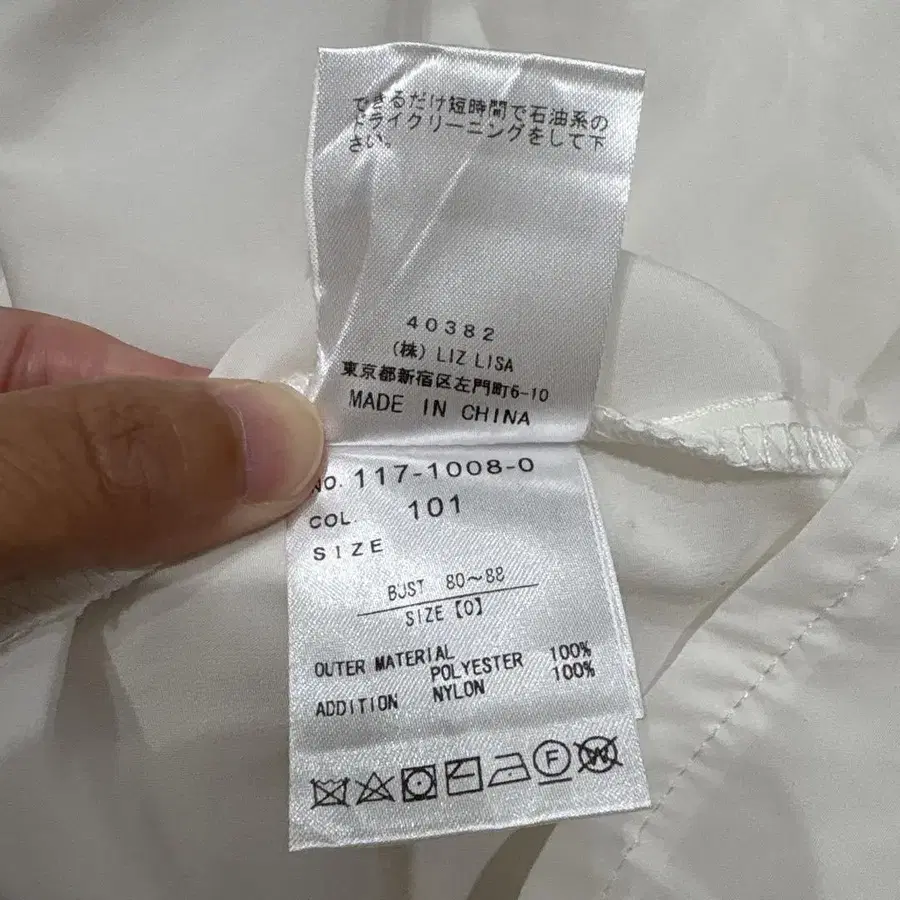 できるだけ短時間で石油系の
ドライクリーニングをして下
さい。
40382
(株) LIZ LISA
東京都新宿区左門町6-10
MADE IN CHINA
NO. 117-1008-0
COL. 101
SIZE
BUST 80～88
SIZE【0】
OUTER MATERIAL
POLYESTER 100%
ADDITION NYLON 100%
F W